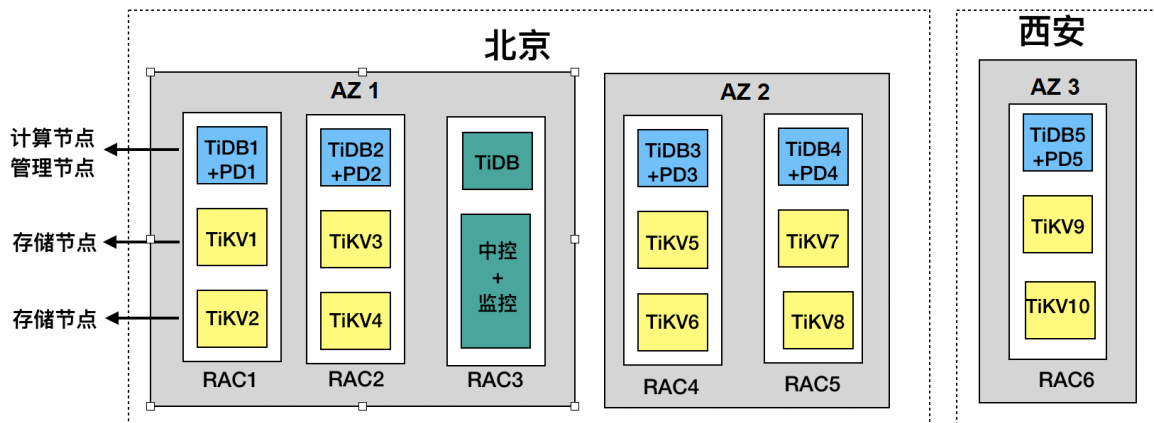 北京
西安
AZ 1
AZ 2
AZ 3
计算节点
管理节点
存储节点
存储节点
TiDB1
+PD1
TiKV1
TiKV2
RAC1
TiDB2
+PD2
TiKV3
TiKV4
RAC2
TiDB
中控
+
监控
RAC3
TiDB3
+PD3
TiKV5
TiKV6
RAC4
TiDB4
+PD4
TiKV7
TiKV8
RAC5
TiDB5
+PD5
TiKV9
TiKV10
RAC6